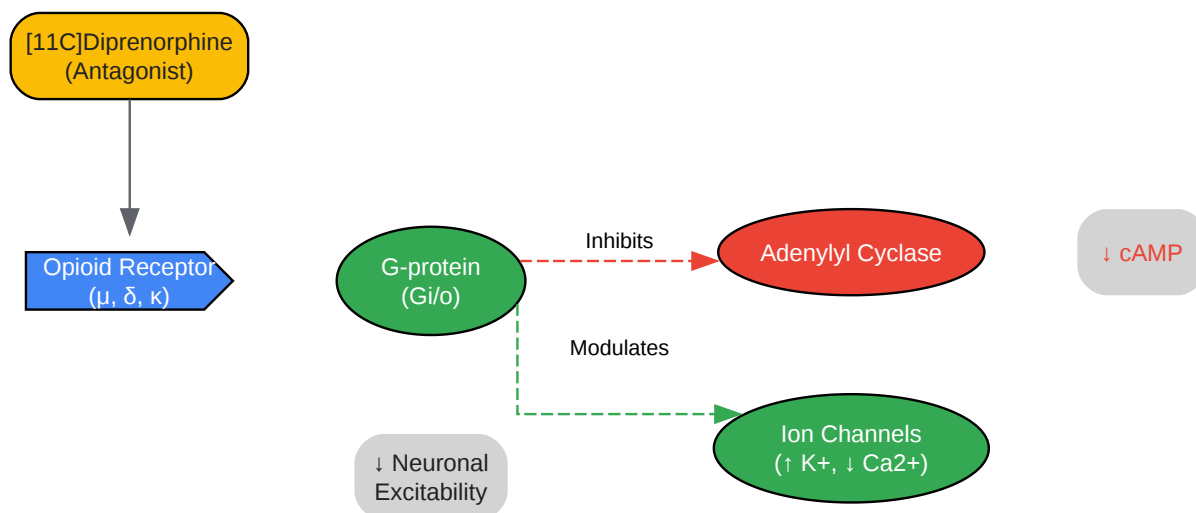 [11C]Diprenorphine
(Antagonist)
Opioid Receptor
(μ, δ, κ)
G-protein
(Gi/o)
Inhibits
Adenylyl Cyclase
↓ cAMP
Modulates
Ion Channels
(↑ K+, ↓ Ca2+)
↓ Neuronal
Excitability